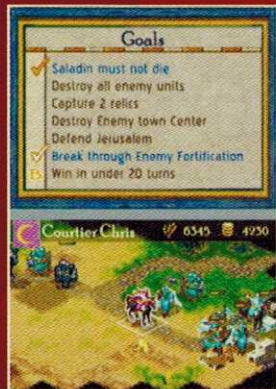 Goals
Saladin must not die
Destroy all enemy units
Capture 2 relics
Destroy Enemy town Center
Defend Jerusalem
Break through Enemy Fortification
Win in under 20 turns
Courtier Chris 6345 4930